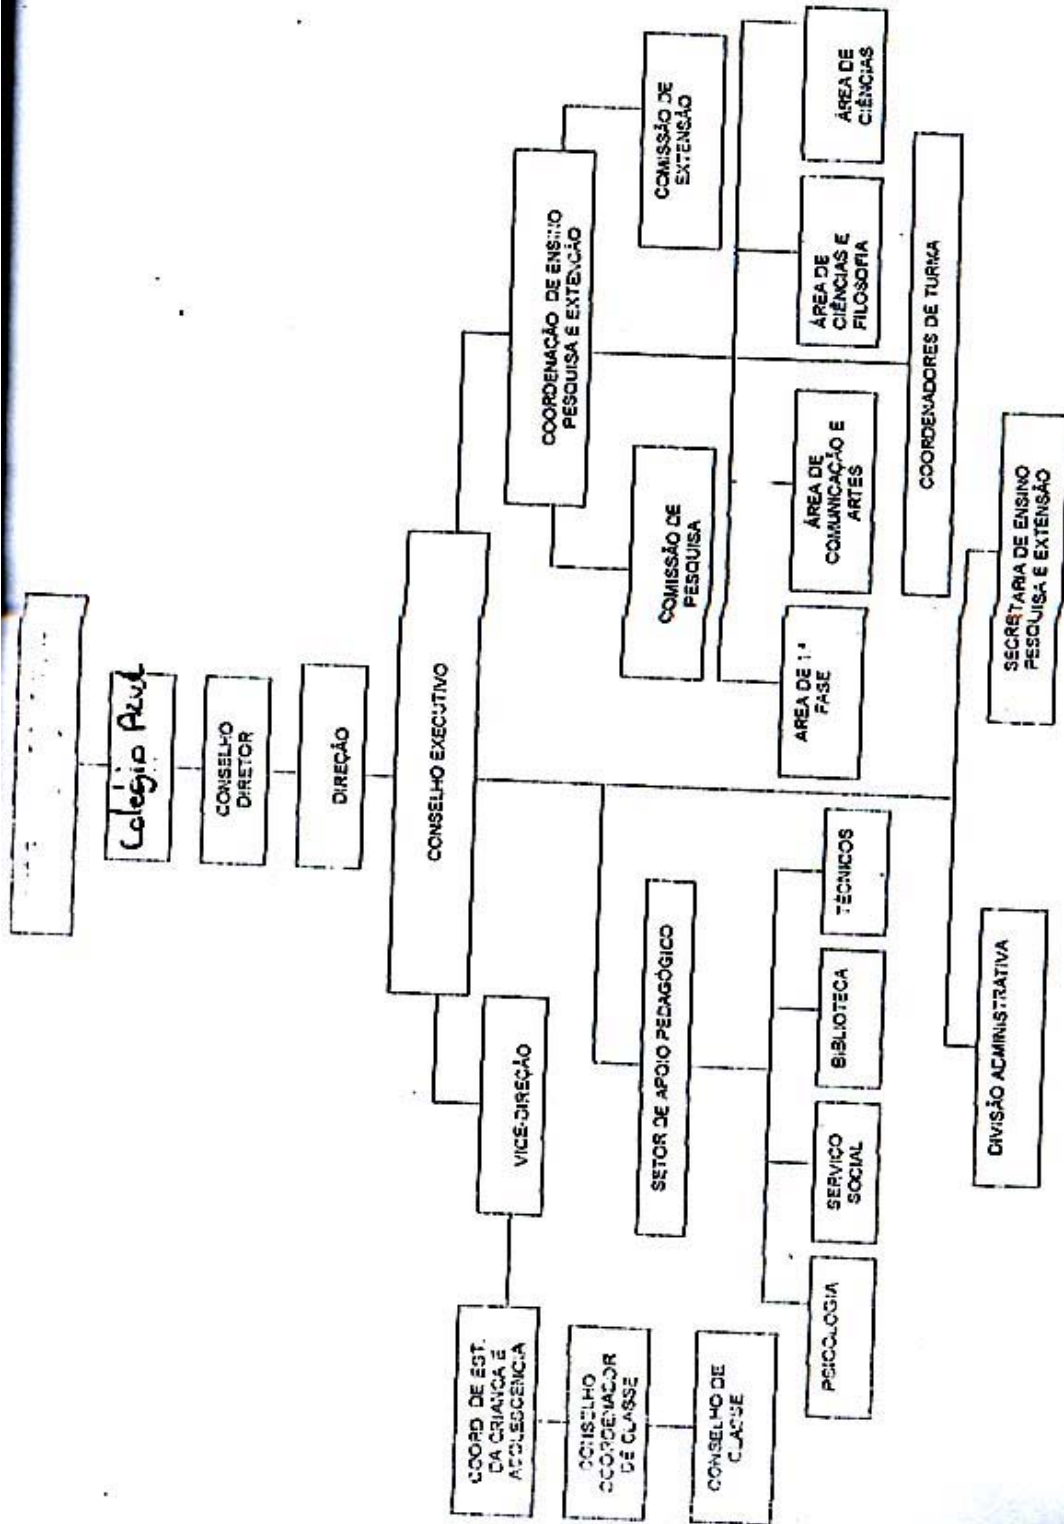 Colégio Azul
CONSELHO
DIRETOR
DIREÇÃO
CONSELHO EXECUTIVO
VICE-DIREÇÃO
COORD DE EST.
DA CRIANÇA E
ADOLESCÊNCIA
CONSELHO
COORDENADOR
DE CLASSE
CONSELHO DE
CLASSE
COORDENAÇÃO DE ENSINO
PESQUISA E EXTENÇÃO
COMISSÃO DE
PESQUISA
COMISSÃO DE
EXTENSÃO
SETOR DE APOIO PEDAGÓGICO
PSICOLOGIA
SERVIÇO
SOCIAL
BIBLIOTECA
TÉCNICOS
ÁREA DE 1.ª
FASE
ÁREA DE
COMUNICAÇÃO E
ARTES
ÁREA DE
CIÊNCIAS E
FILOSOFIA
ÁREA DE
CIÊNCIAS
COORDENADORES DE TURMA
DIVISÃO ADMINISTRATIVA
SECRETARIA DE ENSINO
PESQUISA E EXTENSÃO